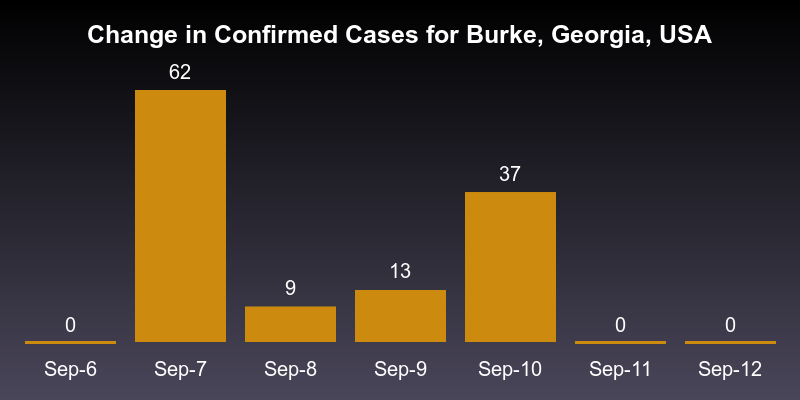 Change in Confirmed Cases for Burke, Georgia, USA
0 62 9 13 37 0 0
Sep-6 Sep-7 Sep-8 Sep-9 Sep-10 Sep-11 Sep-12